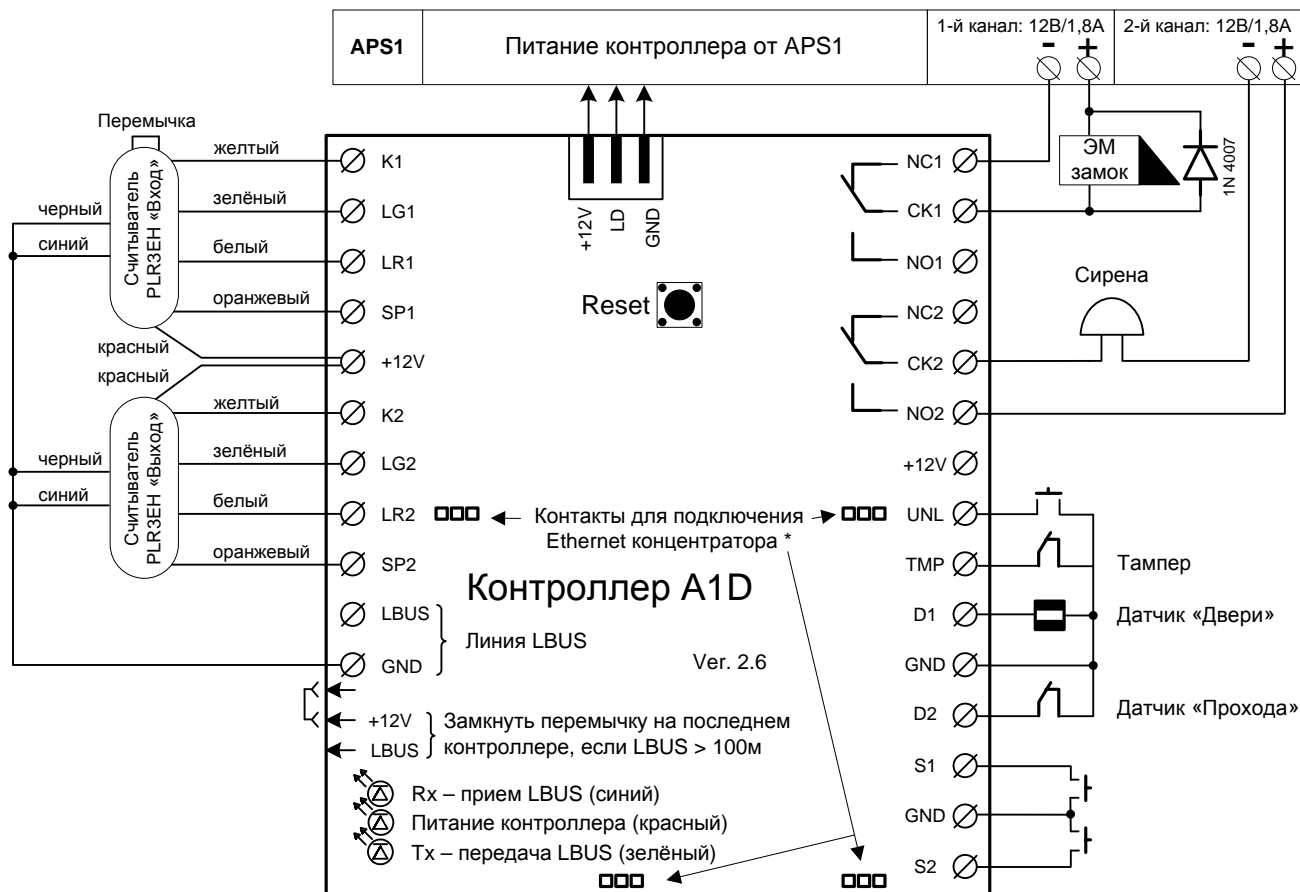 APS1
Питание контроллера от APS1
1-й канал: 12В/1,8А
- +
2-й канал: 12В/1,8А
- +
Перемычка
Считыватель
PLR3EH «Вход»
желтый
зелёный
черный
синий
белый
оранжевый
красный
красный
Считыватель
PLR3EH «Выход»
желтый
зелёный
черный
синий
белый
оранжевый
K1
LG1
LR1
SP1
+12V
K2
LG2
LR2
SP2
LBUS
GND
Линия LBUS
+12V
LBUS
Замкнуть перемычку на последнем
контроллере, если LBUS > 100м
Rx – прием LBUS (синий)
Питание контроллера (красный)
Tx – передача LBUS (зелёный)
+12V
LD
GND
Reset
Контакты для подключения
Ethernet концентратора *
Контроллер A1D
Ver. 2.6
NC1
CK1
NO1
NC2
CK2
NO2
+12V
UNL
TMP
D1
GND
D2
S1
GND
S2
ЭМ
замок
1N 4007
Сирена
Тампер
Датчик «Двери»
Датчик «Прохода»